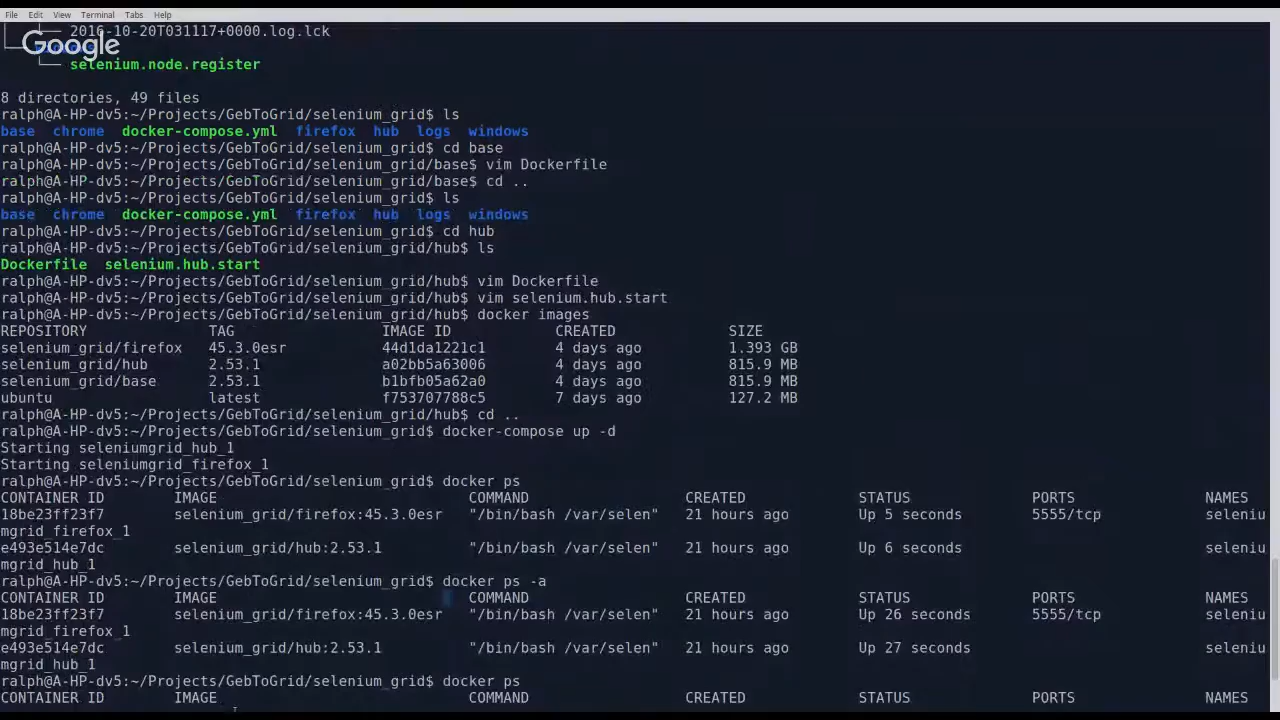 File Edit View Terminal Tabs Help
2016-10-20T031117+0000.log.lck
Google
selenium.node.register
8 directories, 49 files
ralph@A-HP-dv5:~/Projects/GebToGrid/selenium_grid$ ls
base chrome docker-compose.yml firefox hub logs windows
ralph@A-HP-dv5:~/Projects/GebToGrid/selenium_grid$ cd base
ralph@A-HP-dv5:~/Projects/GebToGrid/selenium_grid/base$ vim Dockerfile
ralph@A-HP-dv5:~/Projects/GebToGrid/selenium_grid/base$ cd ..
ralph@A-HP-dv5:~/Projects/GebToGrid/selenium_grid$ ls
base chrome docker-compose.yml firefox hub logs windows
ralph@A-HP-dv5:~/Projects/GebToGrid/selenium_grid$ cd hub
ralph@A-HP-dv5:~/Projects/GebToGrid/selenium_grid/hub$ ls
Dockerfile selenium.hub.start
ralph@A-HP-dv5:~/Projects/GebToGrid/selenium_grid/hub$ vim Dockerfile
ralph@A-HP-dv5:~/Projects/GebToGrid/selenium_grid/hub$ vim selenium.hub.start
ralph@A-HP-dv5:~/Projects/GebToGrid/selenium_grid/hub$ docker images
REPOSITORY TAG IMAGE ID CREATED SIZE
selenium_grid/firefox 45.3.0esr 44d1da1221c1 4 days ago 1.393 GB
selenium_grid/hub 2.53.1 a02bb5a63006 4 days ago 815.9 MB
selenium_grid/base 2.53.1 b1bfb05a62a0 4 days ago 815.9 MB
ubuntu latest f753707788c5 7 days ago 127.2 MB
ralph@A-HP-dv5:~/Projects/GebToGrid/selenium_grid/hub$ cd ..
ralph@A-HP-dv5:~/Projects/GebToGrid/selenium_grid$ docker-compose up -d
Starting seleniumgrid_hub_1
Starting seleniumgrid_firefox_1
ralph@A-HP-dv5:~/Projects/GebToGrid/selenium_grid$ docker ps
CONTAINER ID IMAGE COMMAND CREATED STATUS PORTS NAMES
18be23ff23f7 selenium_grid/firefox:45.3.0esr "/bin/bash /var/selen" 21 hours ago Up 5 seconds 5555/tcp seleniu
mgrid_firefox_1
e493e514e7dc selenium_grid/hub:2.53.1 "/bin/bash /var/selen" 21 hours ago Up 6 seconds seleniu
mgrid_hub_1
ralph@A-HP-dv5:~/Projects/GebToGrid/selenium_grid$ docker ps -a
CONTAINER ID IMAGE COMMAND CREATED STATUS PORTS NAMES
18be23ff23f7 selenium_grid/firefox:45.3.0esr "/bin/bash /var/selen" 21 hours ago Up 26 seconds 5555/tcp seleniu
mgrid_firefox_1
e493e514e7dc selenium_grid/hub:2.53.1 "/bin/bash /var/selen" 21 hours ago Up 27 seconds seleniu
mgrid_hub_1
ralph@A-HP-dv5:~/Projects/GebToGrid/selenium_grid$ docker ps
CONTAINER ID IMAGE COMMAND CREATED STATUS PORTS NAMES